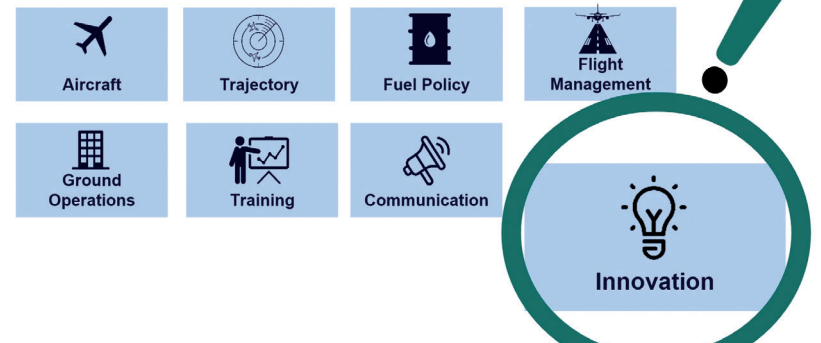 Aircraft
Trajectory
Fuel Policy
Flight
Management
Ground
Operations
Training
Communication
Innovation